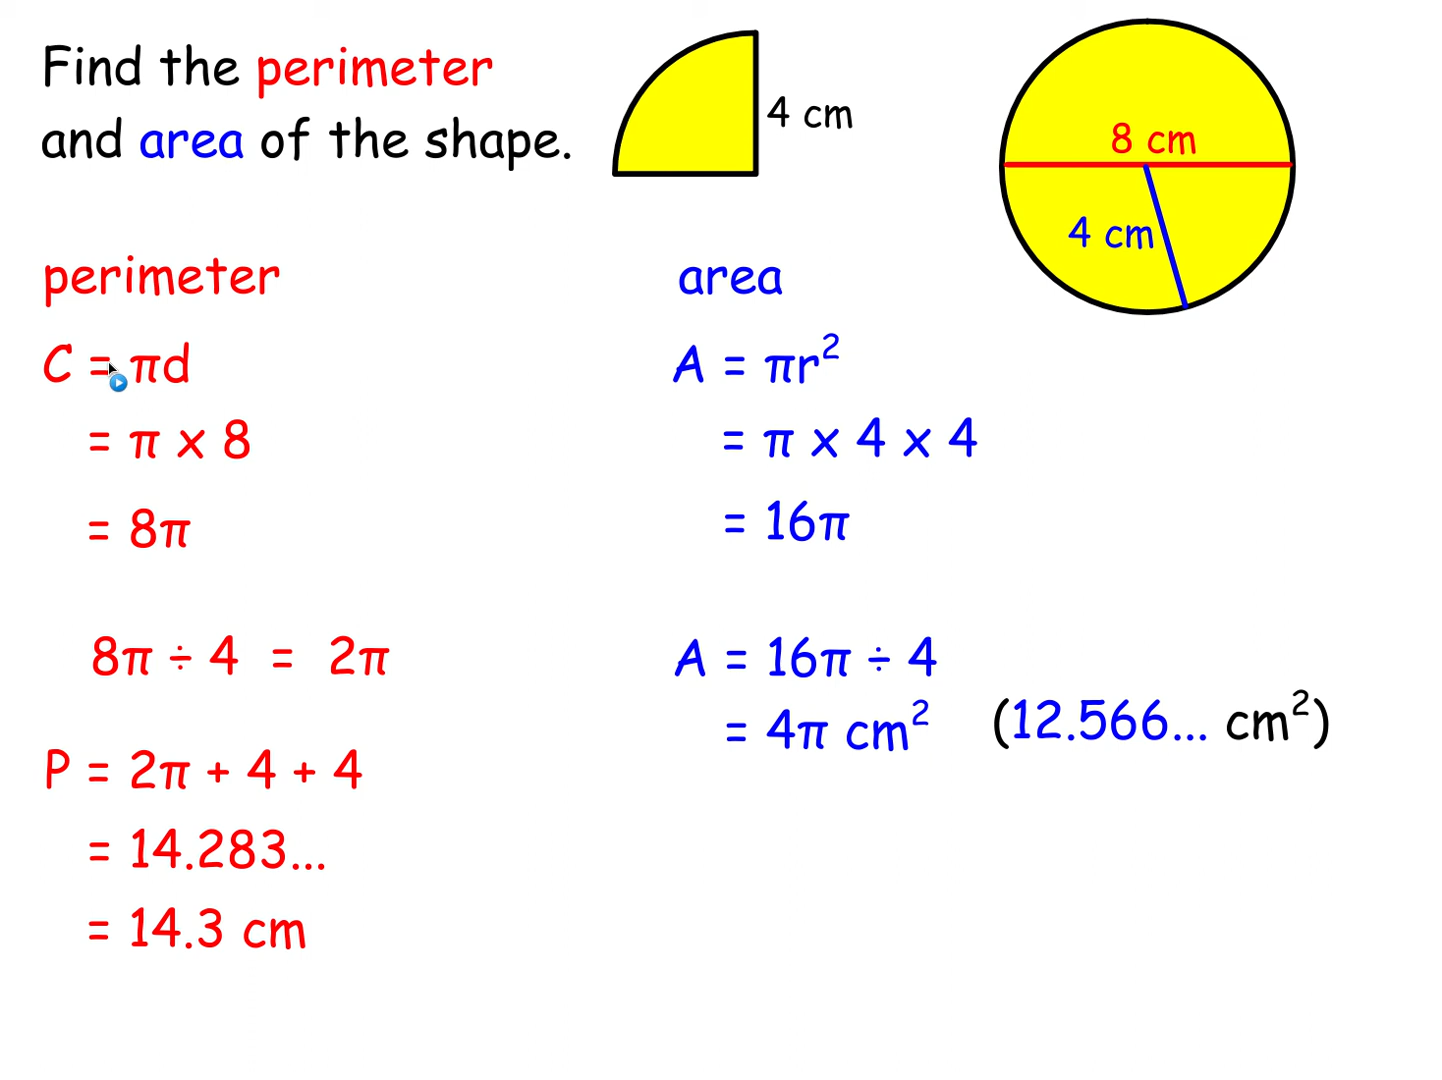 Find the perimeter
and area of the shape.
4 cm
8 cm
4 cm
perimeter
C = πd
= π x 8
= 8π
8π ÷ 4 = 2π
P = 2π + 4 + 4
= 14.283...
= 14.3 cm
area
A = πr²
= π x 4 x 4
= 16π
A = 16π ÷ 4
= 4π cm² (12.566... cm²)